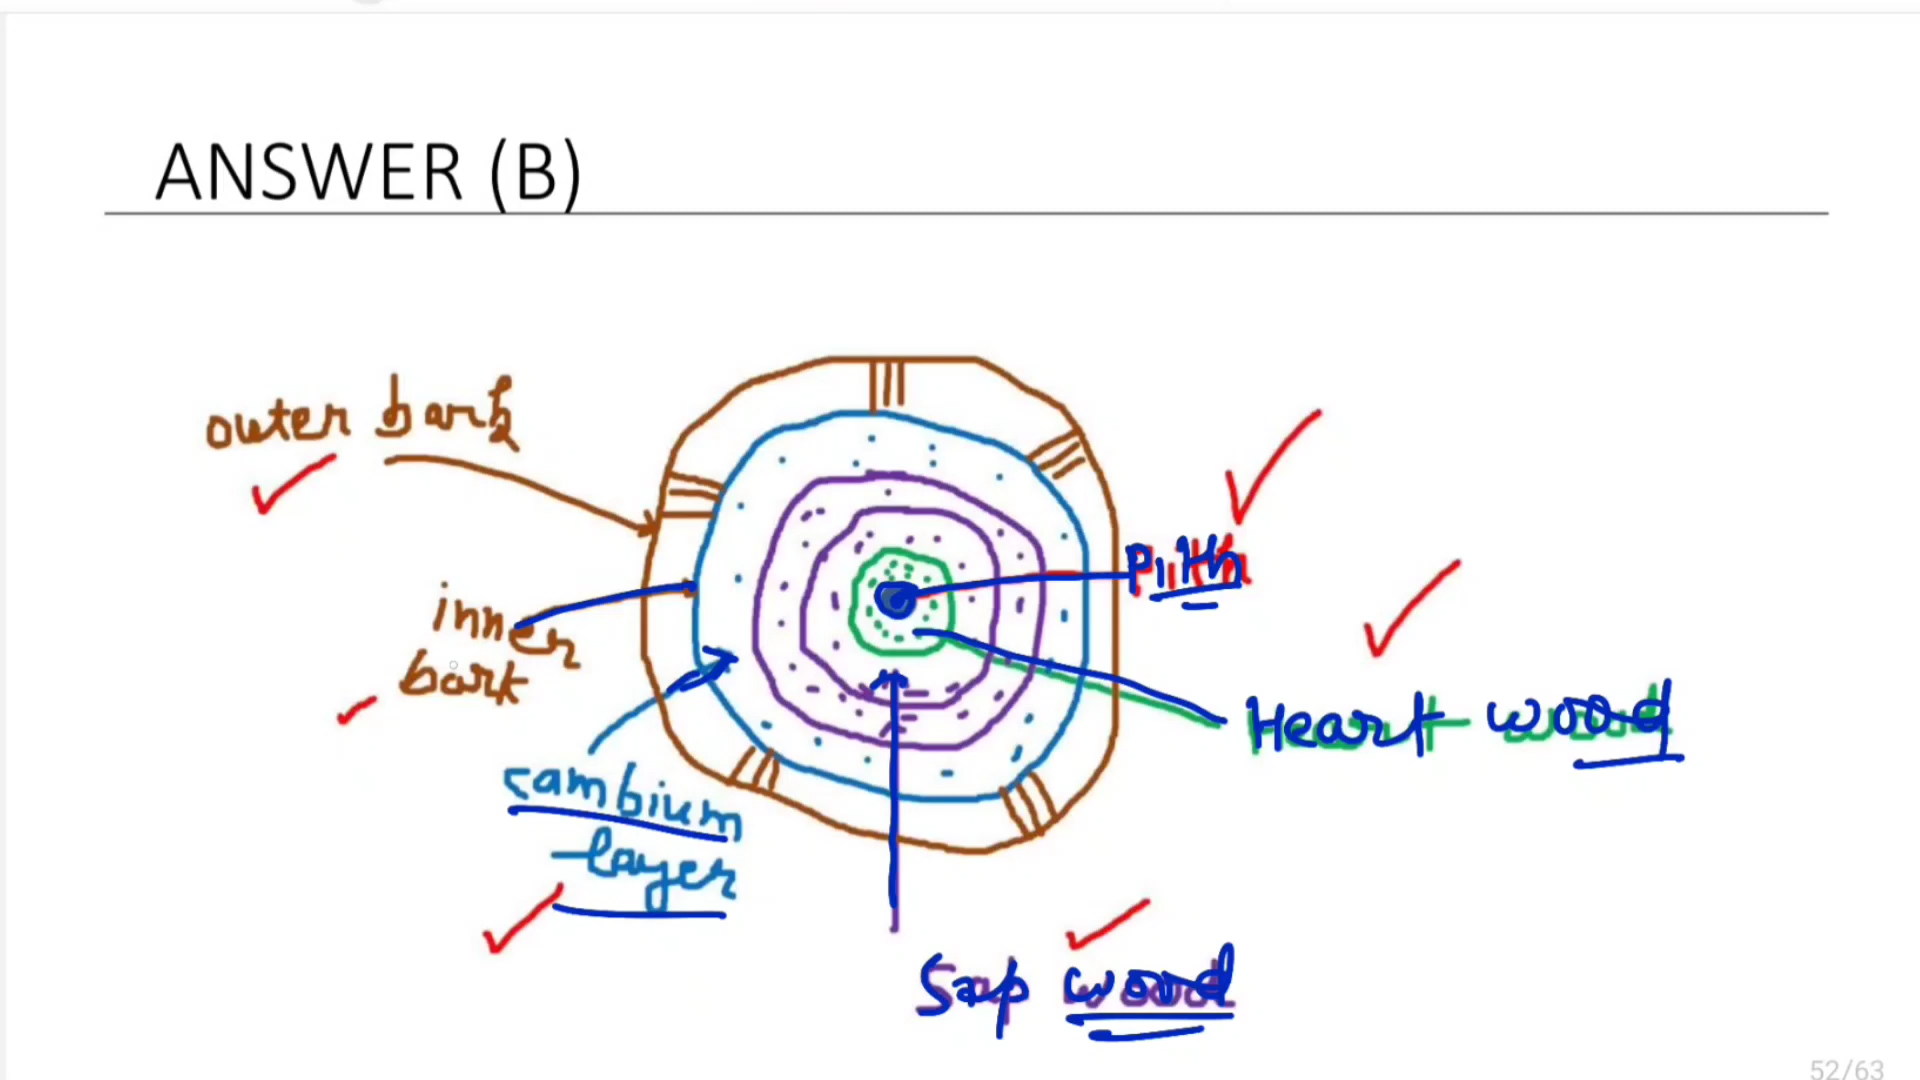 ANSWER (B)
outer bark
inner
bark
cambium
layer
Pith
Heart wood
Sap wood
52/63